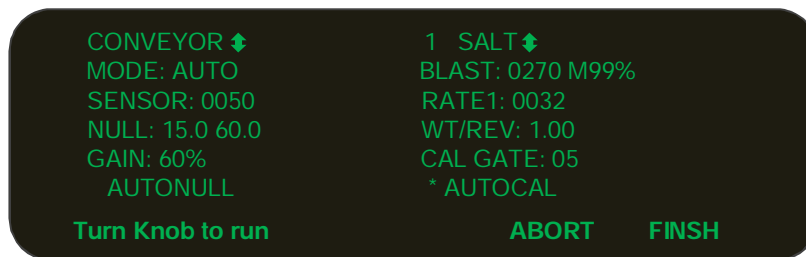 CONVEYOR ⬍
MODE: AUTO
SENSOR: 0050
NULL: 15.0 60.0
GAIN: 60%
AUTONULL
1 SALT⬍
BLAST: 0270 M99%
RATE1: 0032
WT/REV: 1.00
CAL GATE: 05
* AUTOCAL
Turn Knob to run
ABORT FINSH